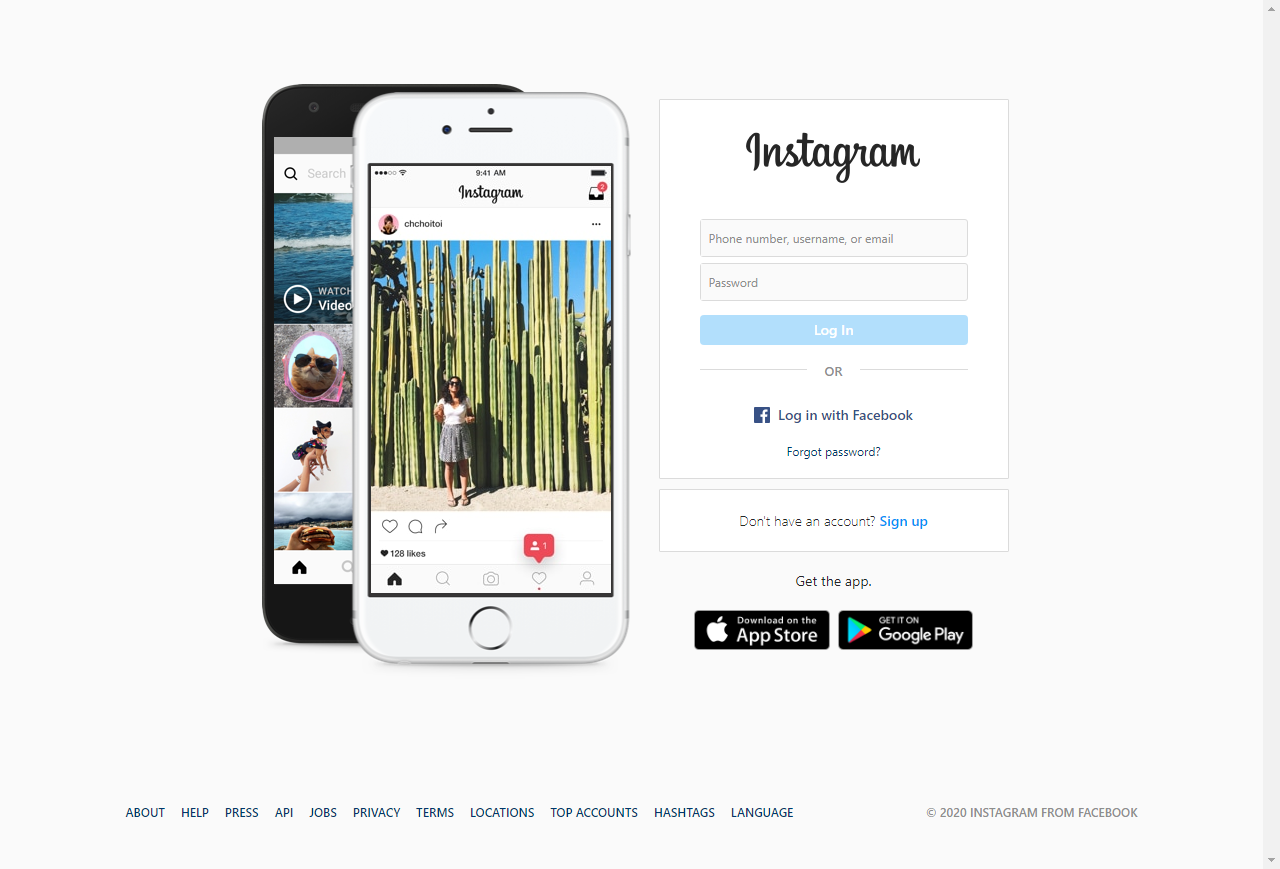 Search
WATCH
Video
9:41 AM
Instagram
2
chchoitoi
128 likes
1
Instagram
Phone number, username, or email
Password
Log In
OR
Log in with Facebook
Forgot password?
Don't have an account? Sign up
Get the app.
Download on the
App Store
GET IT ON
Google Play
ABOUT HELP PRESS API JOBS PRIVACY TERMS LOCATIONS TOP ACCOUNTS HASHTAGS LANGUAGE
© 2020 INSTAGRAM FROM FACEBOOK